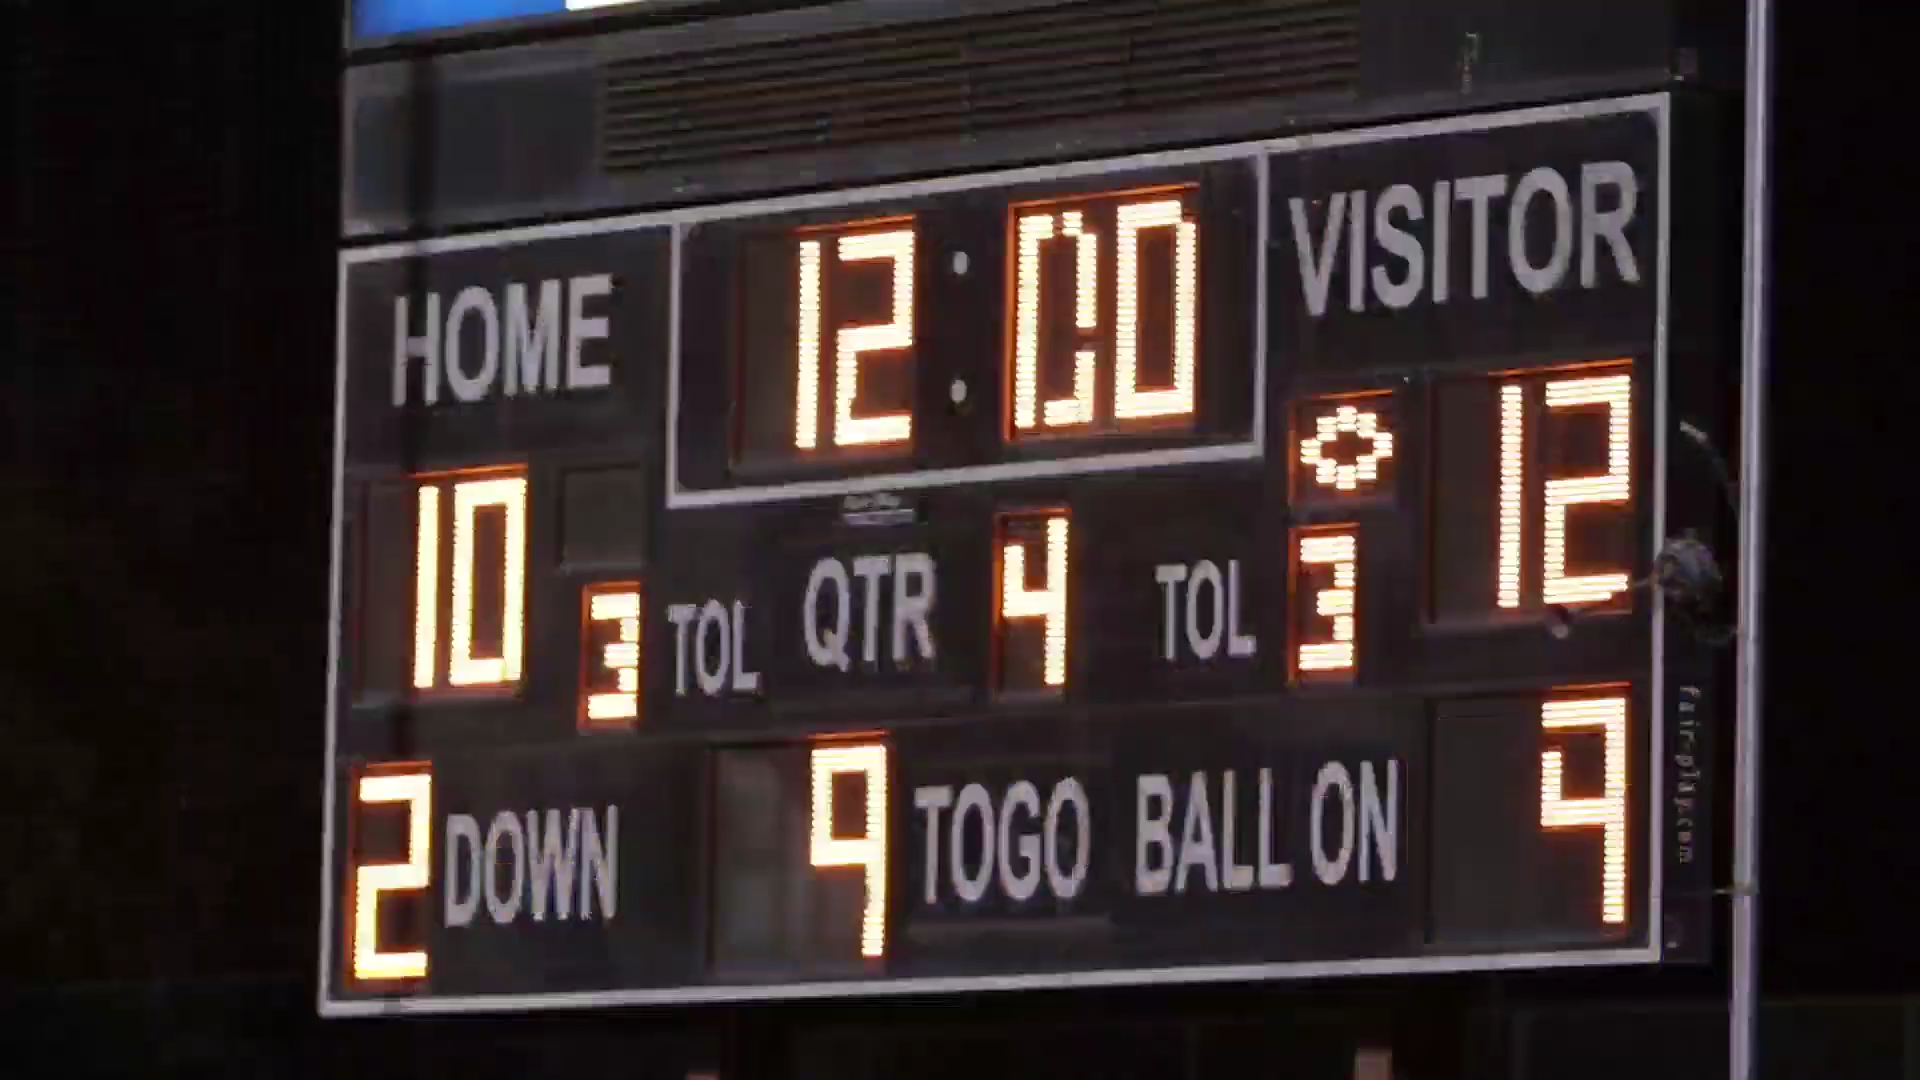 HOME 12:00 VISITOR
10 3 TOL QTR 4 TOL 3 12
2 DOWN 9 TOGO BALL ON 9
fair-play.com